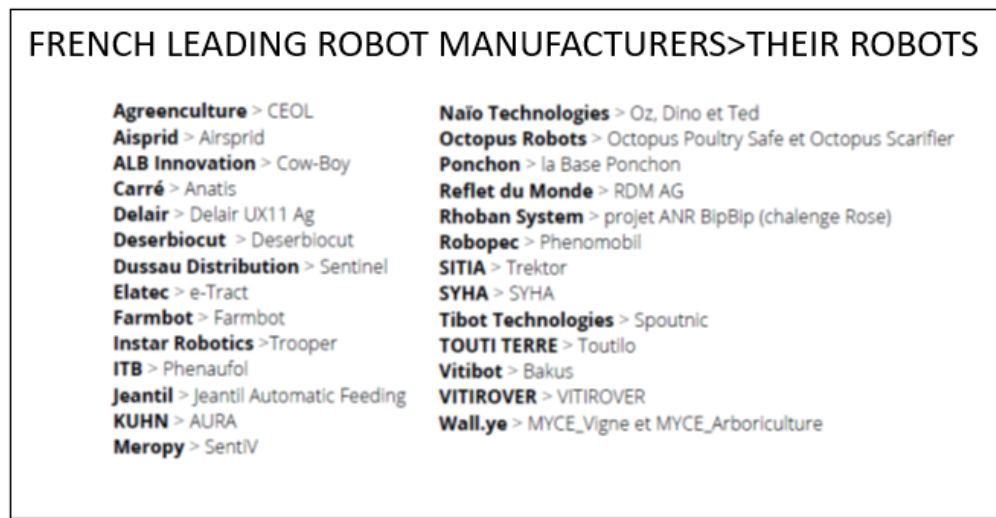 FRENCH LEADING ROBOT MANUFACTURERS>THEIR ROBOTS
Agreenculture > CEOL
Aisprid > Airsprid
ALB Innovation > Cow-Boy
Carré > Anatis
Delair > Delair UX11 Ag
Deserbiocut > Deserbiocut
Dussau Distribution > Sentinel
Elatec > e-Tract
Farmbot > Farmbot
Instar Robotics >Trooper
ITB > Phenaufol
Jeantil > Jeantil Automatic Feeding
KUHN > AURA
Meropy > SentiV
Naïo Technologies > Oz, Dino et Ted
Octopus Robots > Octopus Poultry Safe et Octopus Scarifier
Ponchon > la Base Ponchon
Reflet du Monde > RDM AG
Rhoban System > projet ANR BipBip (chalenge Rose)
Robopec > Phenomobil
SITIA > Trektor
SYHA > SYHA
Tibot Technologies > Spoutnic
TOUTI TERRE > Toutilo
Vitibot > Bakus
VITIROVER > VITIROVER
Wall.ye > MYCE_Vigne et MYCE_Arboriculture